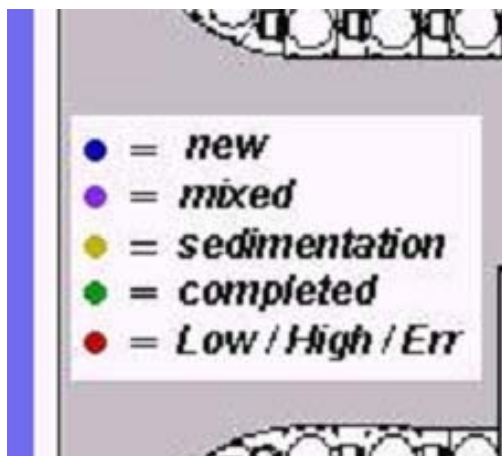 = new
= mixed
= sedimentation
= completed
= Low / High / Err